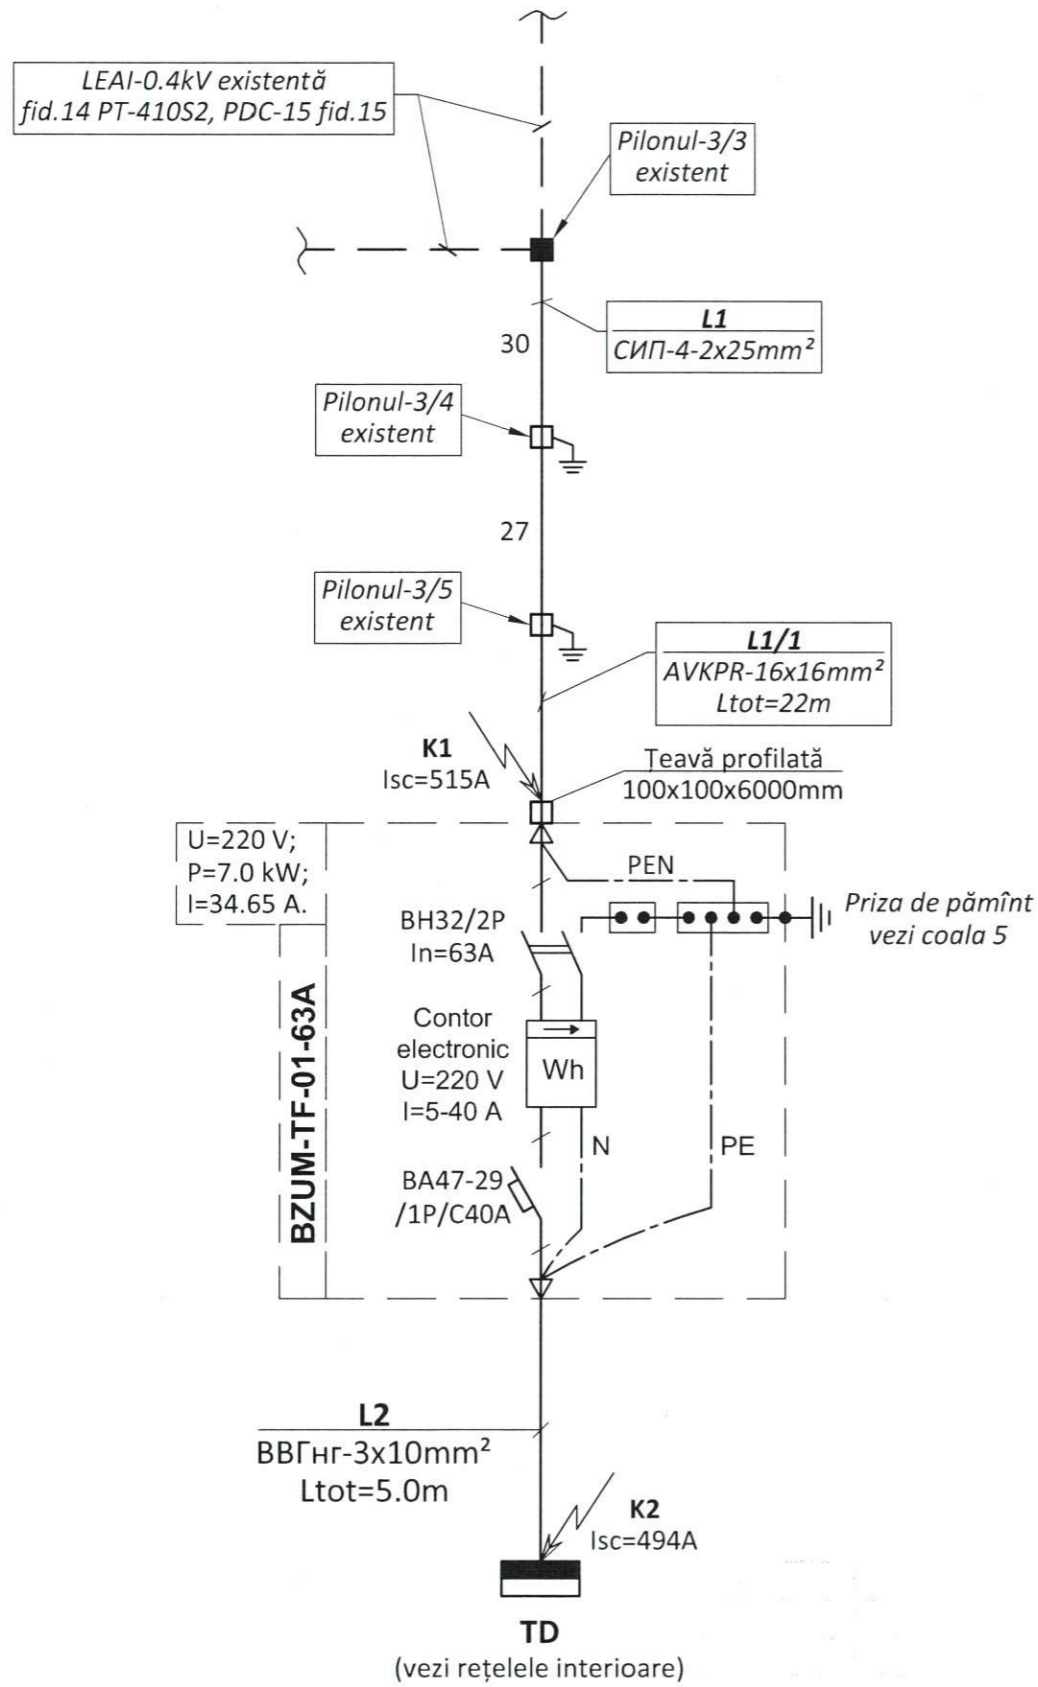 LEAI-0.4kV existentă
fid.14 PT-410S2, PDC-15 fid.15
Pilonul-3/3
existent
L1
СИП-4-2x25mm²
30
Pilonul-3/4
existent
27
Pilonul-3/5
existent
L1/1
AVKPR-16x16mm²
Ltot=22m
K1
Isc=515A
Țeavă profilată
100x100x6000mm
U=220 V;
P=7.0 kW;
I=34.65 A.
PEN
BH32/2P
In=63A
Priza de pămînt
vezi coala 5
BZUM-TF-01-63A
Contor
electronic
U=220 V
I=5-40 A
Wh
N
PE
BA47-29
/1P/C40A
L2
ВВГнг-3x10mm²
Ltot=5.0m
K2
Isc=494A
TD
(vezi rețelele interioare)